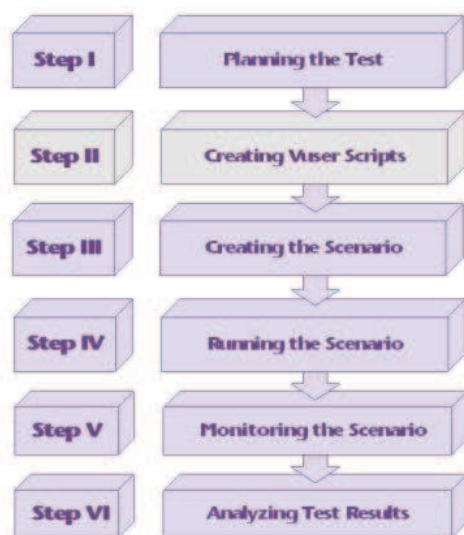 Step I
Planning the Test
Step II
Creating Vuser Scripts
Step III
Creating the Scenario
Step IV
Running the Scenario
Step V
Monitoring the Scenario
Step VI
Analyzing Test Results